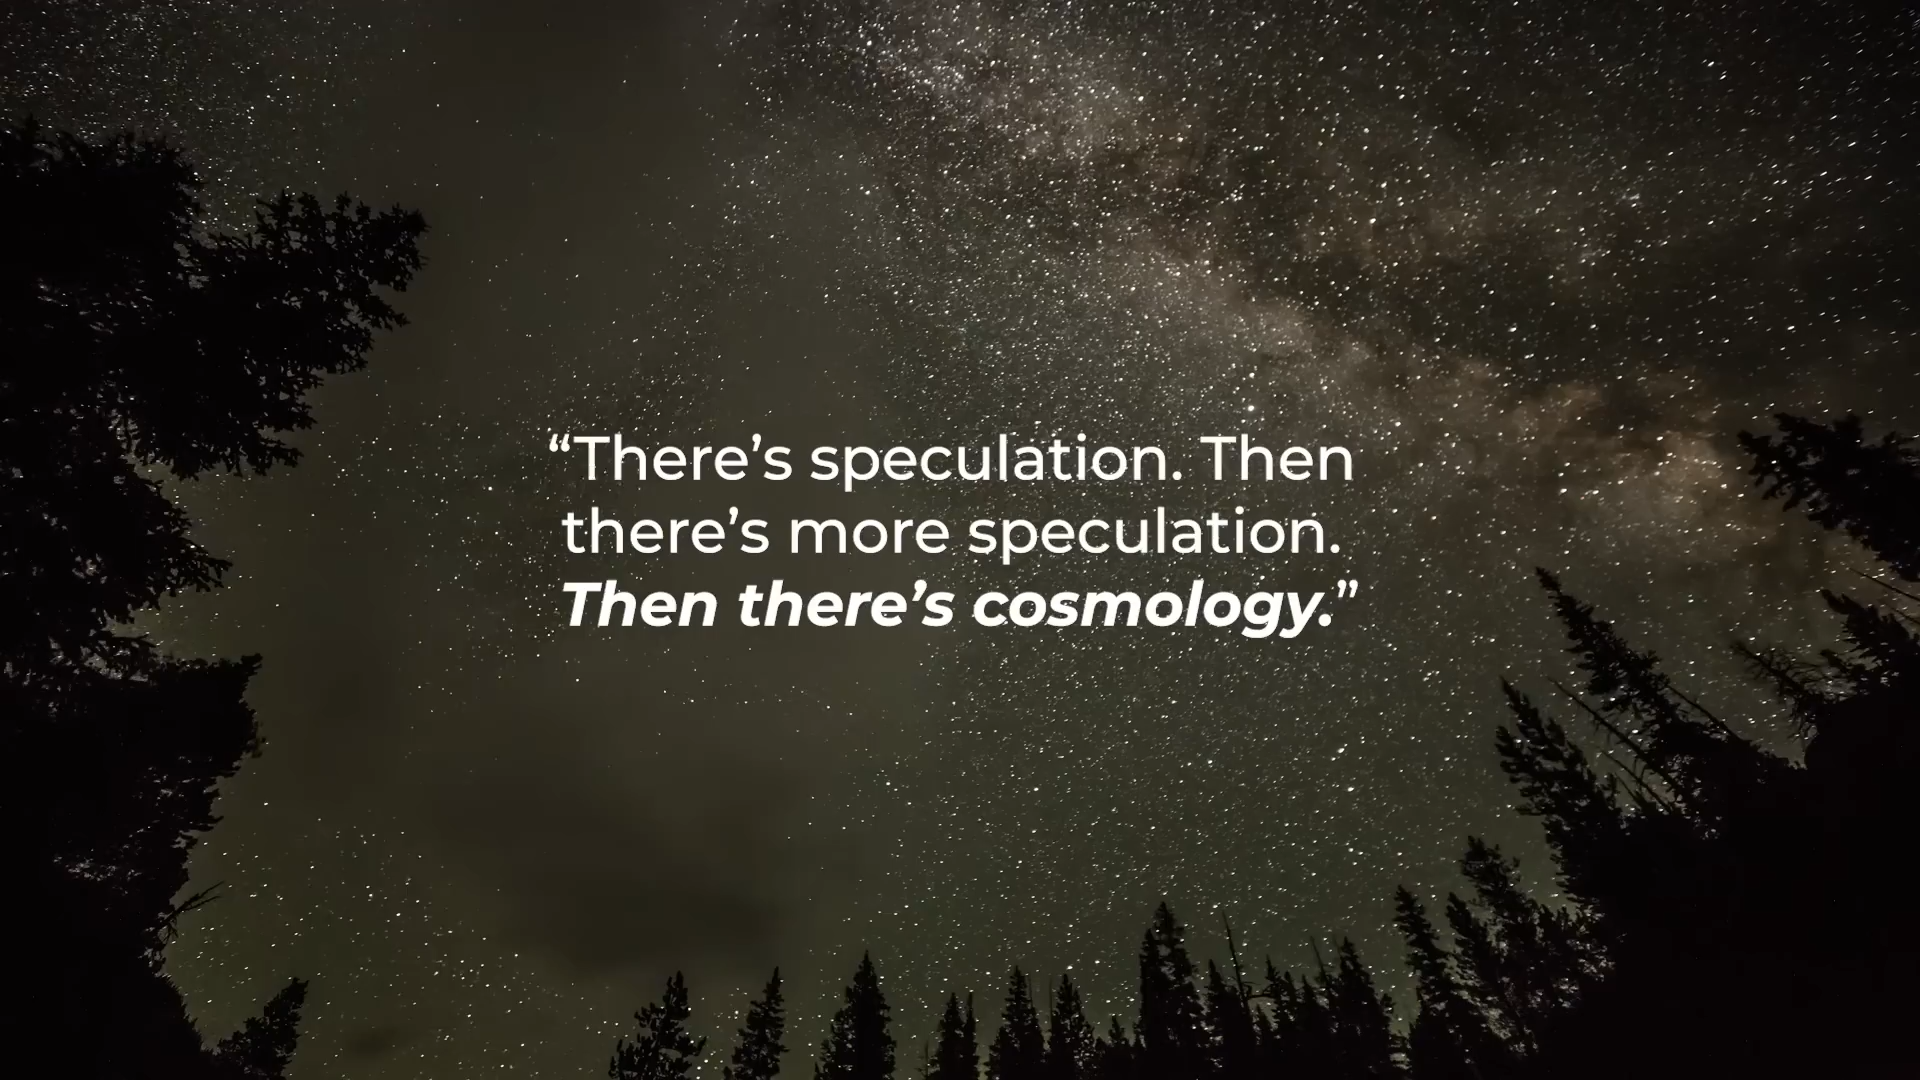 “There’s speculation. Then
there’s more speculation.
Then there’s cosmology.”